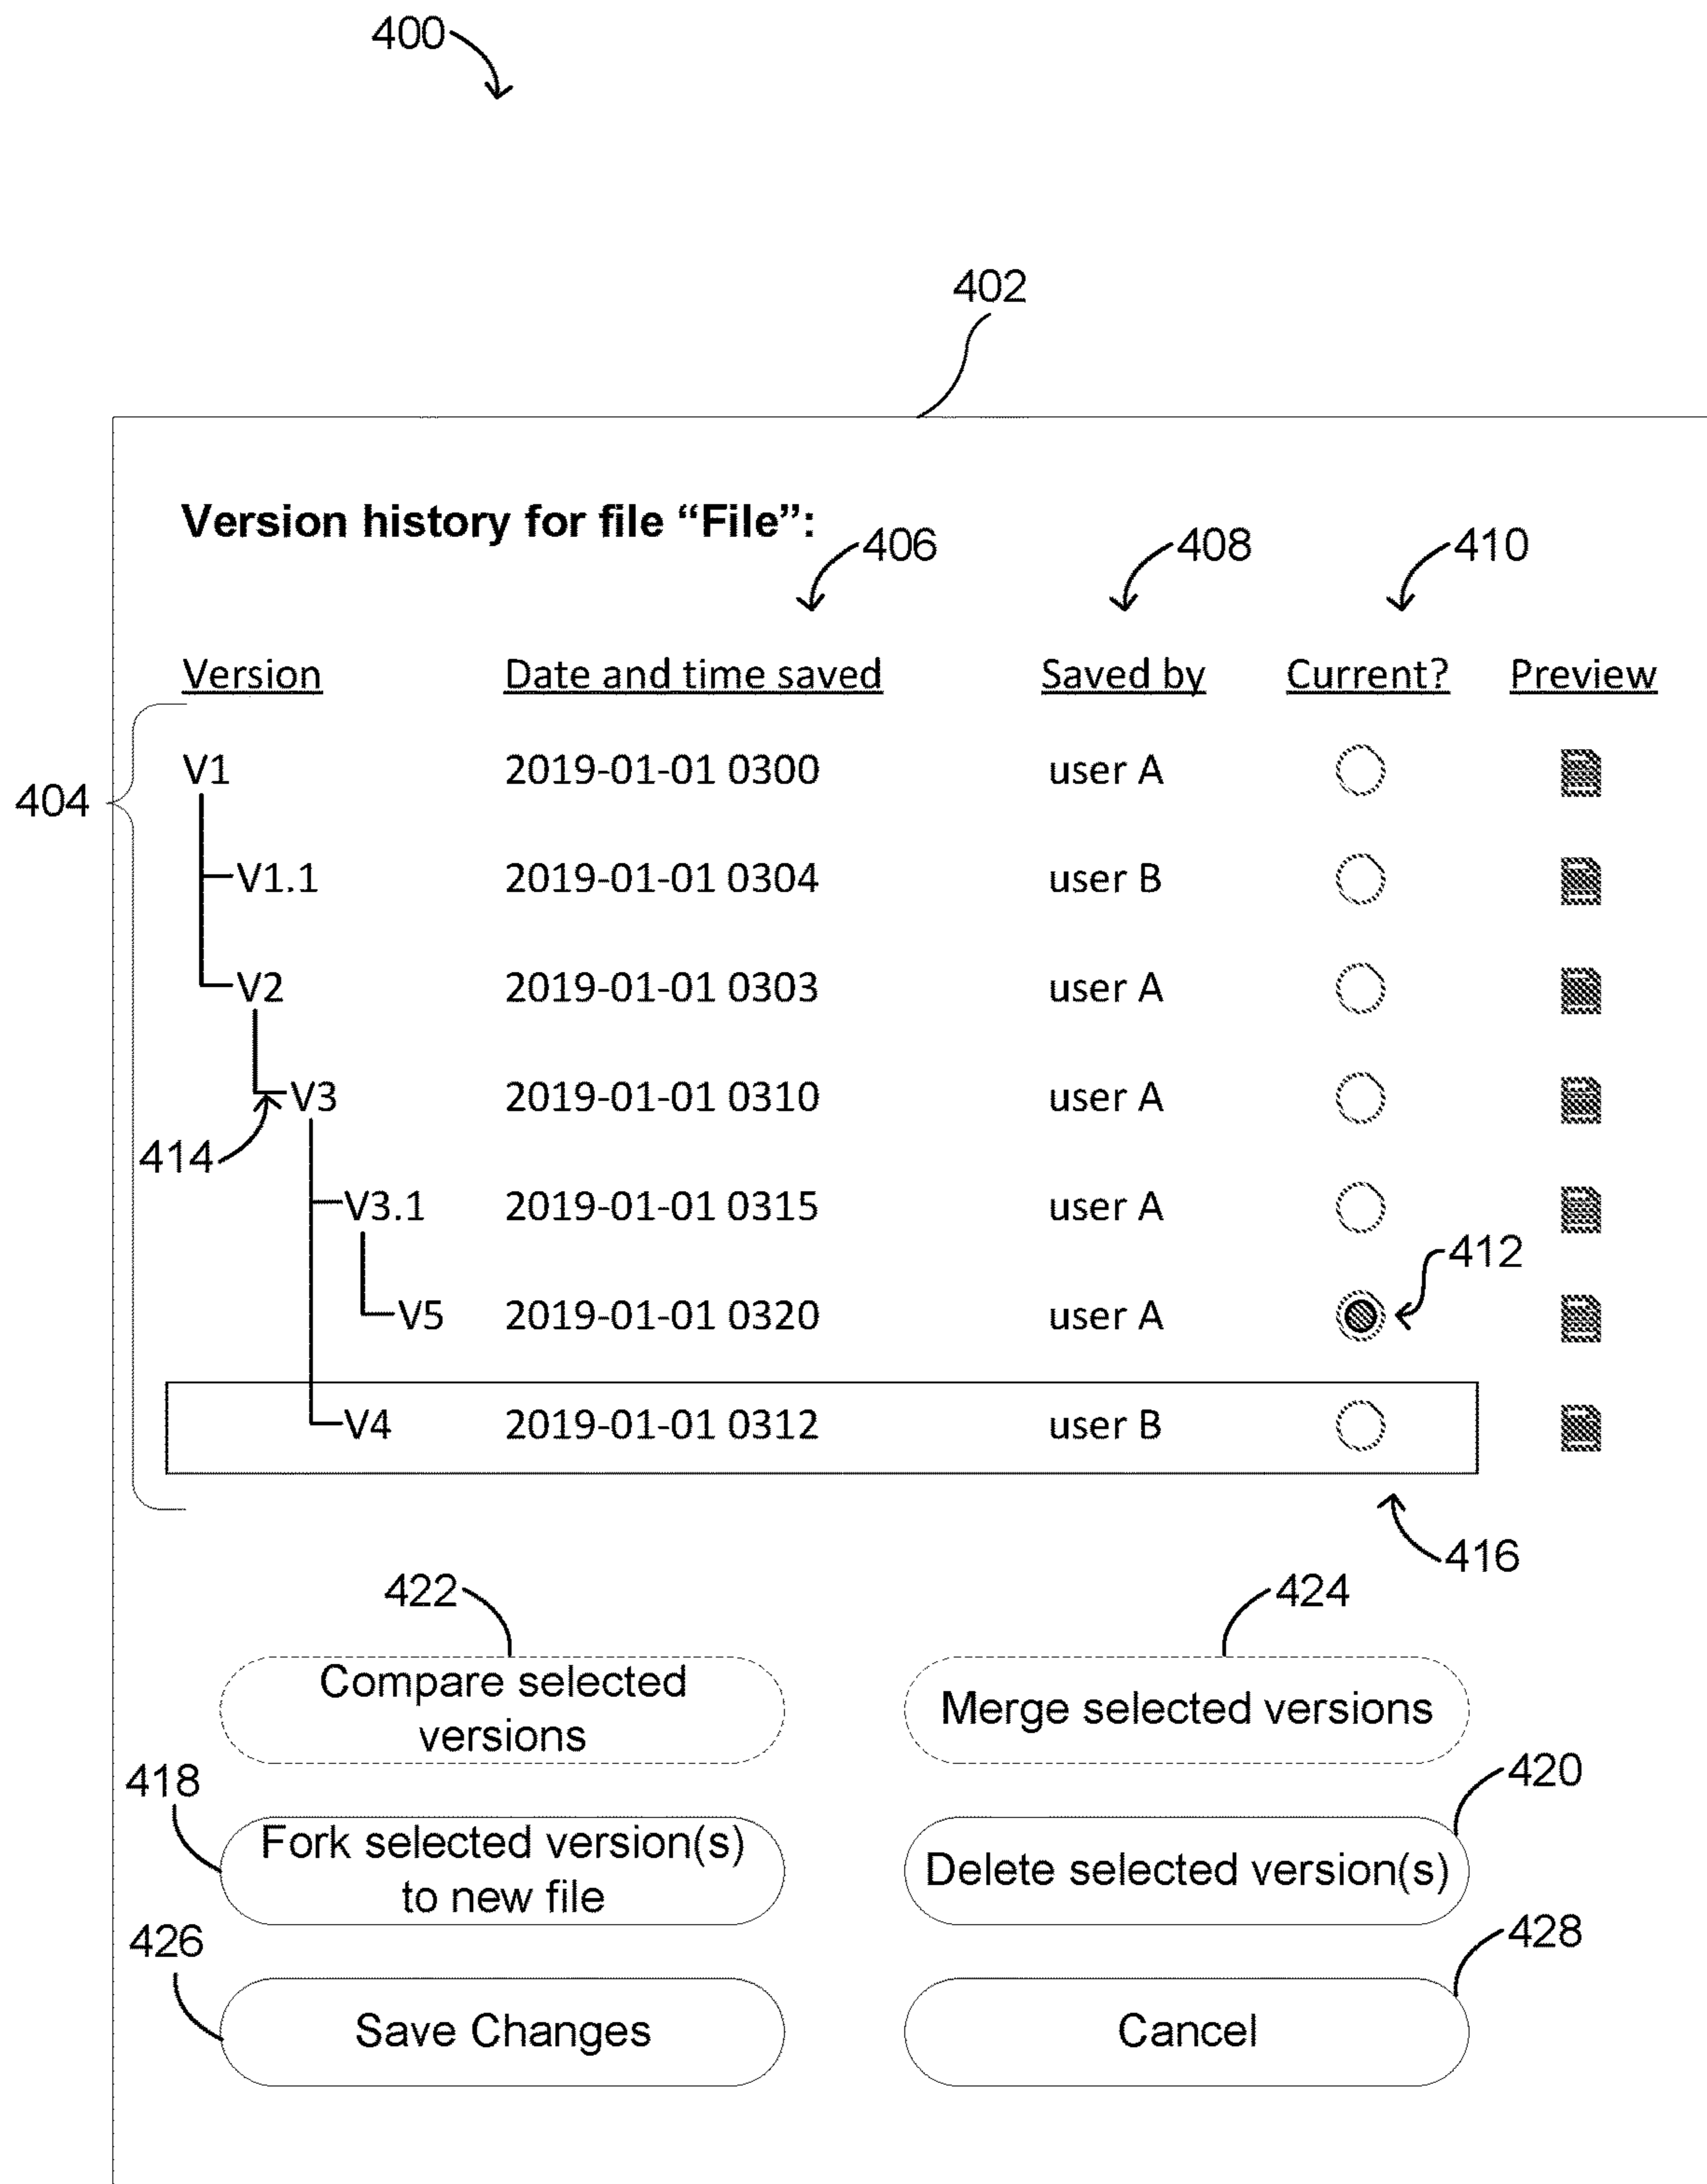 400
402
Version history for file “File”:
406
408
410
Version Date and time saved Saved by Current? Preview
404
V1 2019-01-01 0300 user A
V1.1 2019-01-01 0304 user B
V2 2019-01-01 0303 user A
V3 2019-01-01 0310 user A
414
V3.1 2019-01-01 0315 user A
412
V5 2019-01-01 0320 user A
V4 2019-01-01 0312 user B
416
422
424
Compare selected
versions
Merge selected versions
418
420
Fork selected version(s)
to new file
Delete selected version(s)
426
428
Save Changes
Cancel